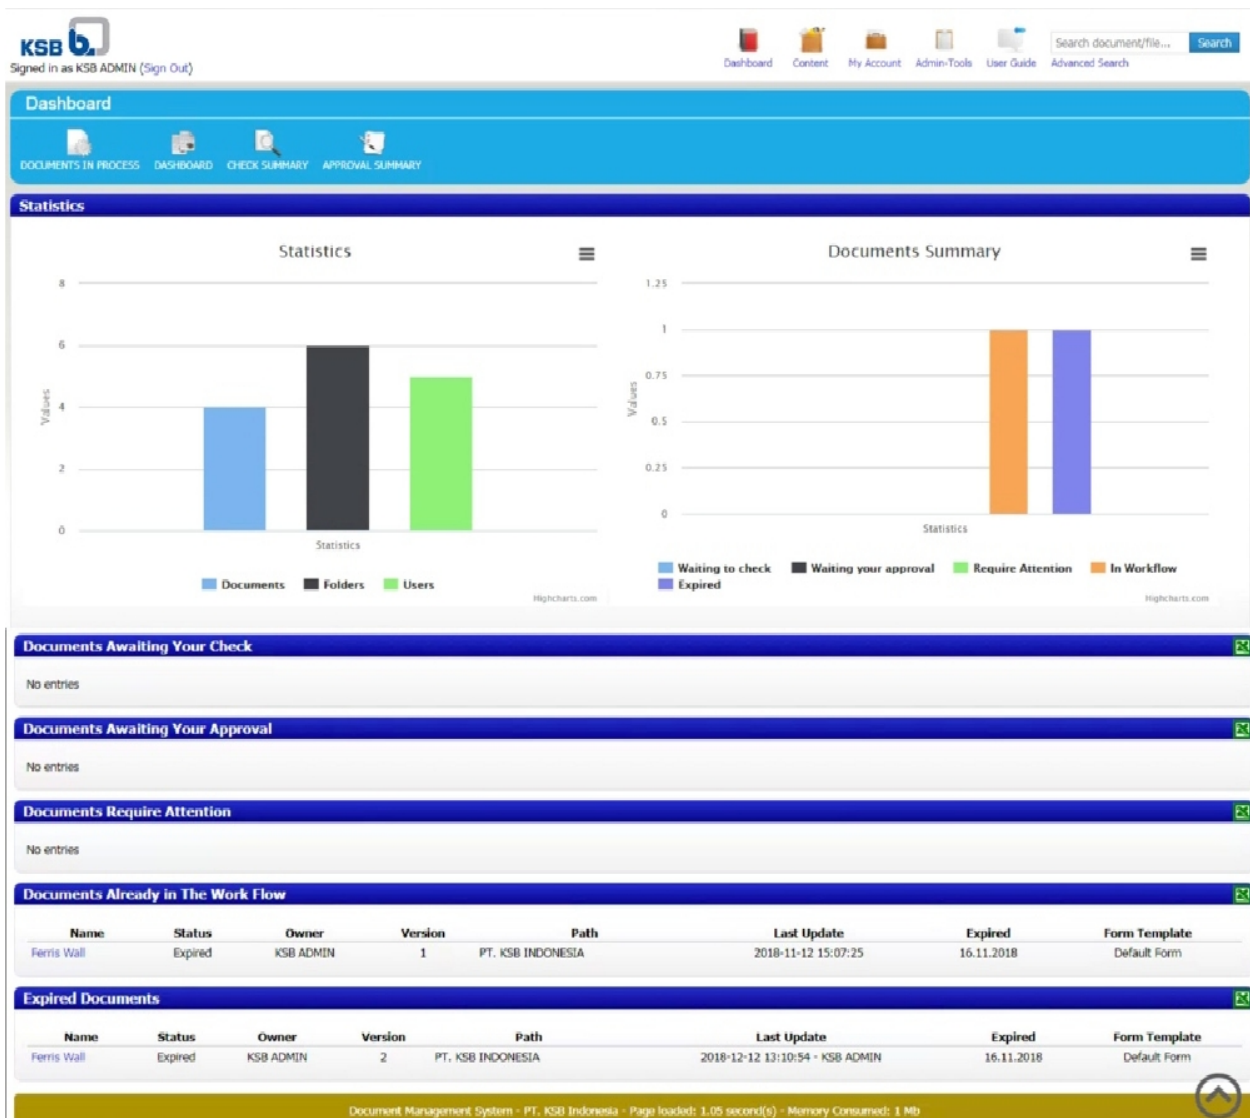 KSB b.
Signed in as KSB ADMIN (Sign Out)
Dashboard Content My Account Admin-Tools User Guide
Search document/file... Search
Advanced Search
Dashboard
DOCUMENTS IN PROCESS DASHBOARD CHECK SUMMARY APPROVAL SUMMARY
Statistics
Statistics
Values
8
6
4
2
0
Statistics
Documents Folders Users
Highcharts.com
Documents Summary
Values
1.25
1
0.75
0.5
0.25
0
Statistics
Waiting to check Waiting your approval Require Attention In Workflow
Expired
Highcharts.com
Documents Awaiting Your Check
No entries
Documents Awaiting Your Approval
No entries
Documents Require Attention
No entries
Documents Already in The Work Flow
Name Status Owner Version Path Last Update Expired Form Template
Ferris Wall Expired KSB ADMIN 1 PT. KSB INDONESIA 2018-11-12 15:07:25 16.11.2018 Default Form
Expired Documents
Name Status Owner Version Path Last Update Expired Form Template
Ferris Wall Expired KSB ADMIN 2 PT. KSB INDONESIA 2018-12-12 13:10:54 - KSB ADMIN 16.11.2018 Default Form
Document Management System - PT. KSB Indonesia - Page loaded: 1.05 second(s) - Memory Consumed: 1 Mb